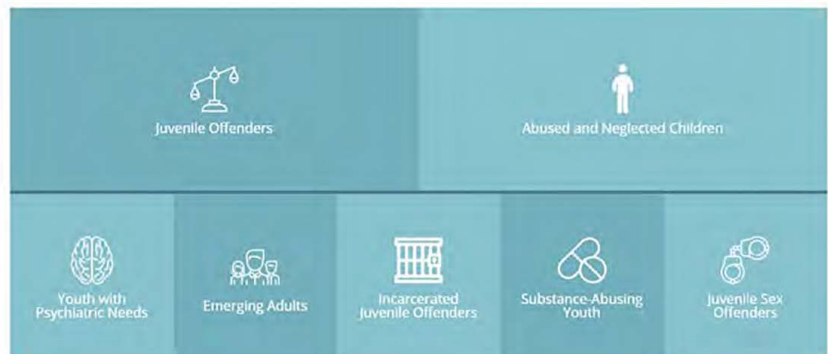 Juvenile Offenders
Abused and Neglected Children
Youth with
Psychiatric Needs
Emerging Adults
Incarcerated
Juvenile Offenders
Substance-Abusing
Youth
Juvenile Sex
Offenders